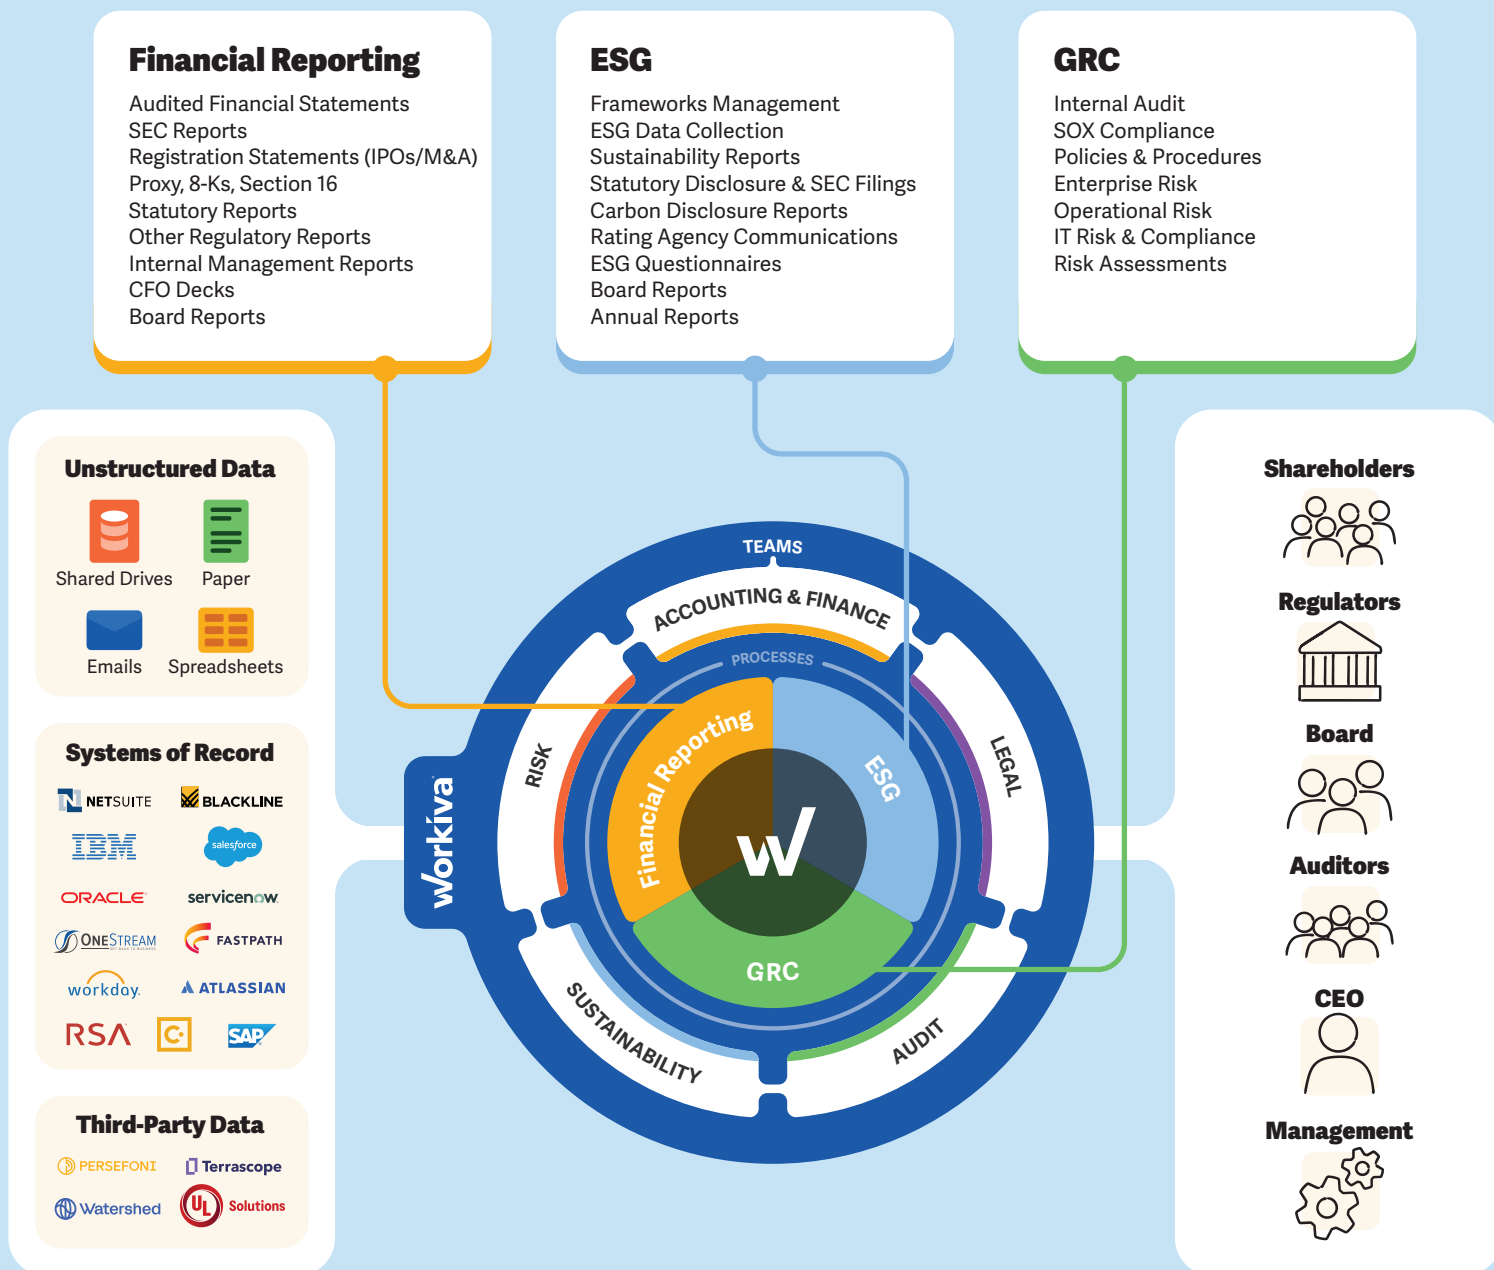 Financial Reporting
Audited Financial Statements
SEC Reports
Registration Statements (IPOs/M&A)
Proxy, 8-Ks, Section 16
Statutory Reports
Other Regulatory Reports
Internal Management Reports
CFO Decks
Board Reports
ESG
Frameworks Management
ESG Data Collection
Sustainability Reports
Statutory Disclosure & SEC Filings
Carbon Disclosure Reports
Rating Agency Communications
ESG Questionnaires
Board Reports
Annual Reports
GRC
Internal Audit
SOX Compliance
Policies & Procedures
Enterprise Risk
Operational Risk
IT Risk & Compliance
Risk Assessments
Unstructured Data
Shared Drives
Paper
Emails
Spreadsheets
Systems of Record
N NETSUITE
BLACKLINE
IBM
salesforce
ORACLE
servicenow
ONESTREAM
FASTPATH
workday.
ATLASSIAN
RSA
C
SAP
Third-Party Data
PERSEFONI
Terrascope
Watershed
UL Solutions
workiva
TEAMS
ACCOUNTING & FINANCE
RISK
LEGAL
SUSTAINABILITY
AUDIT
PROCESSES
Financial Reporting
ESG
GRC
W
Shareholders
Regulators
Board
Auditors
CEO
Management